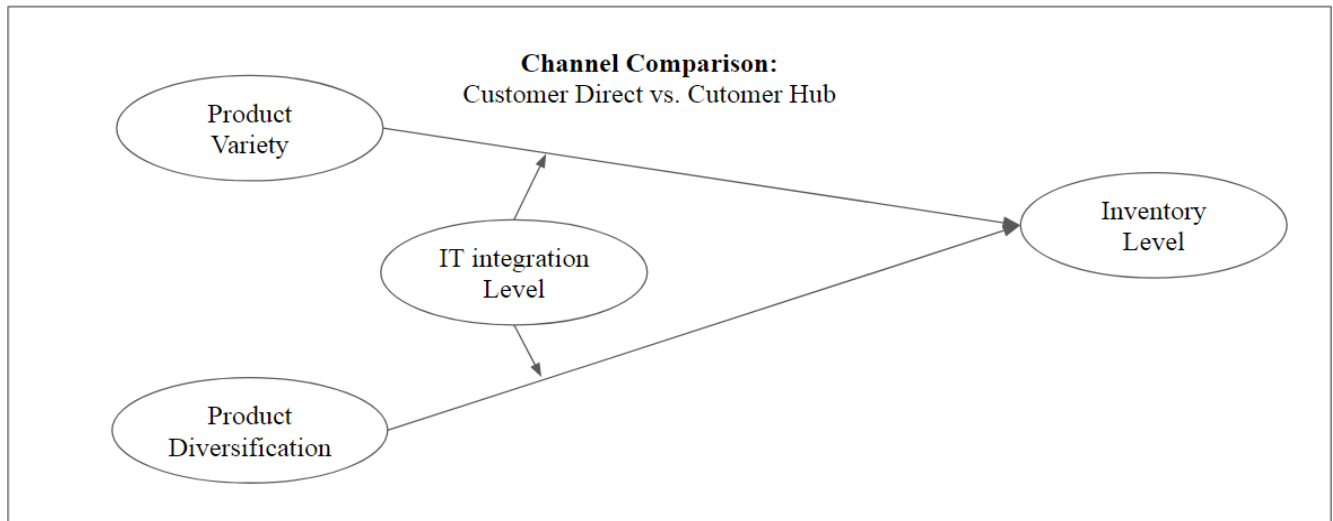 Channel Comparison:
Customer Direct vs. Cutomer Hub
Product
Variety
IT integration
Level
Inventory
Level
Product
Diversification